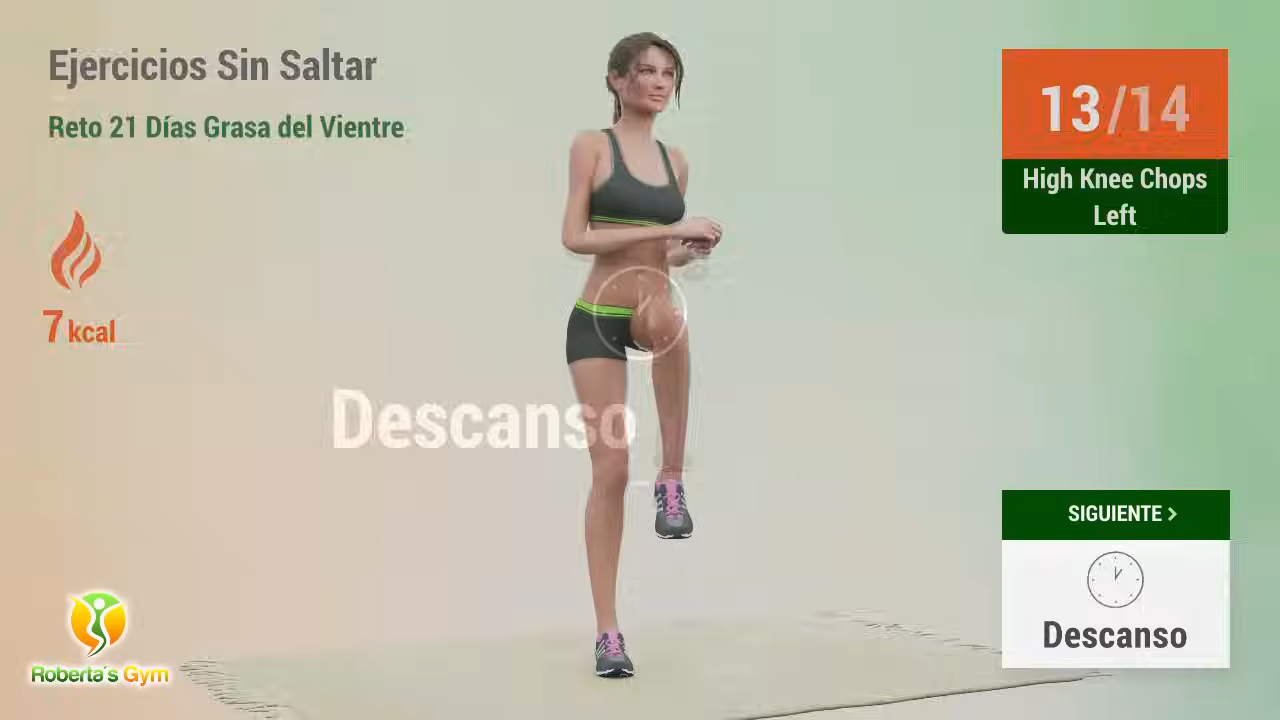 Ejercicios Sin Saltar
Reto 21 Días Grasa del Vientre
13/14
High Knee Chops
Left
7 kcal
Descanso
SIGUIENTE >
Descanso
Roberta´s Gym